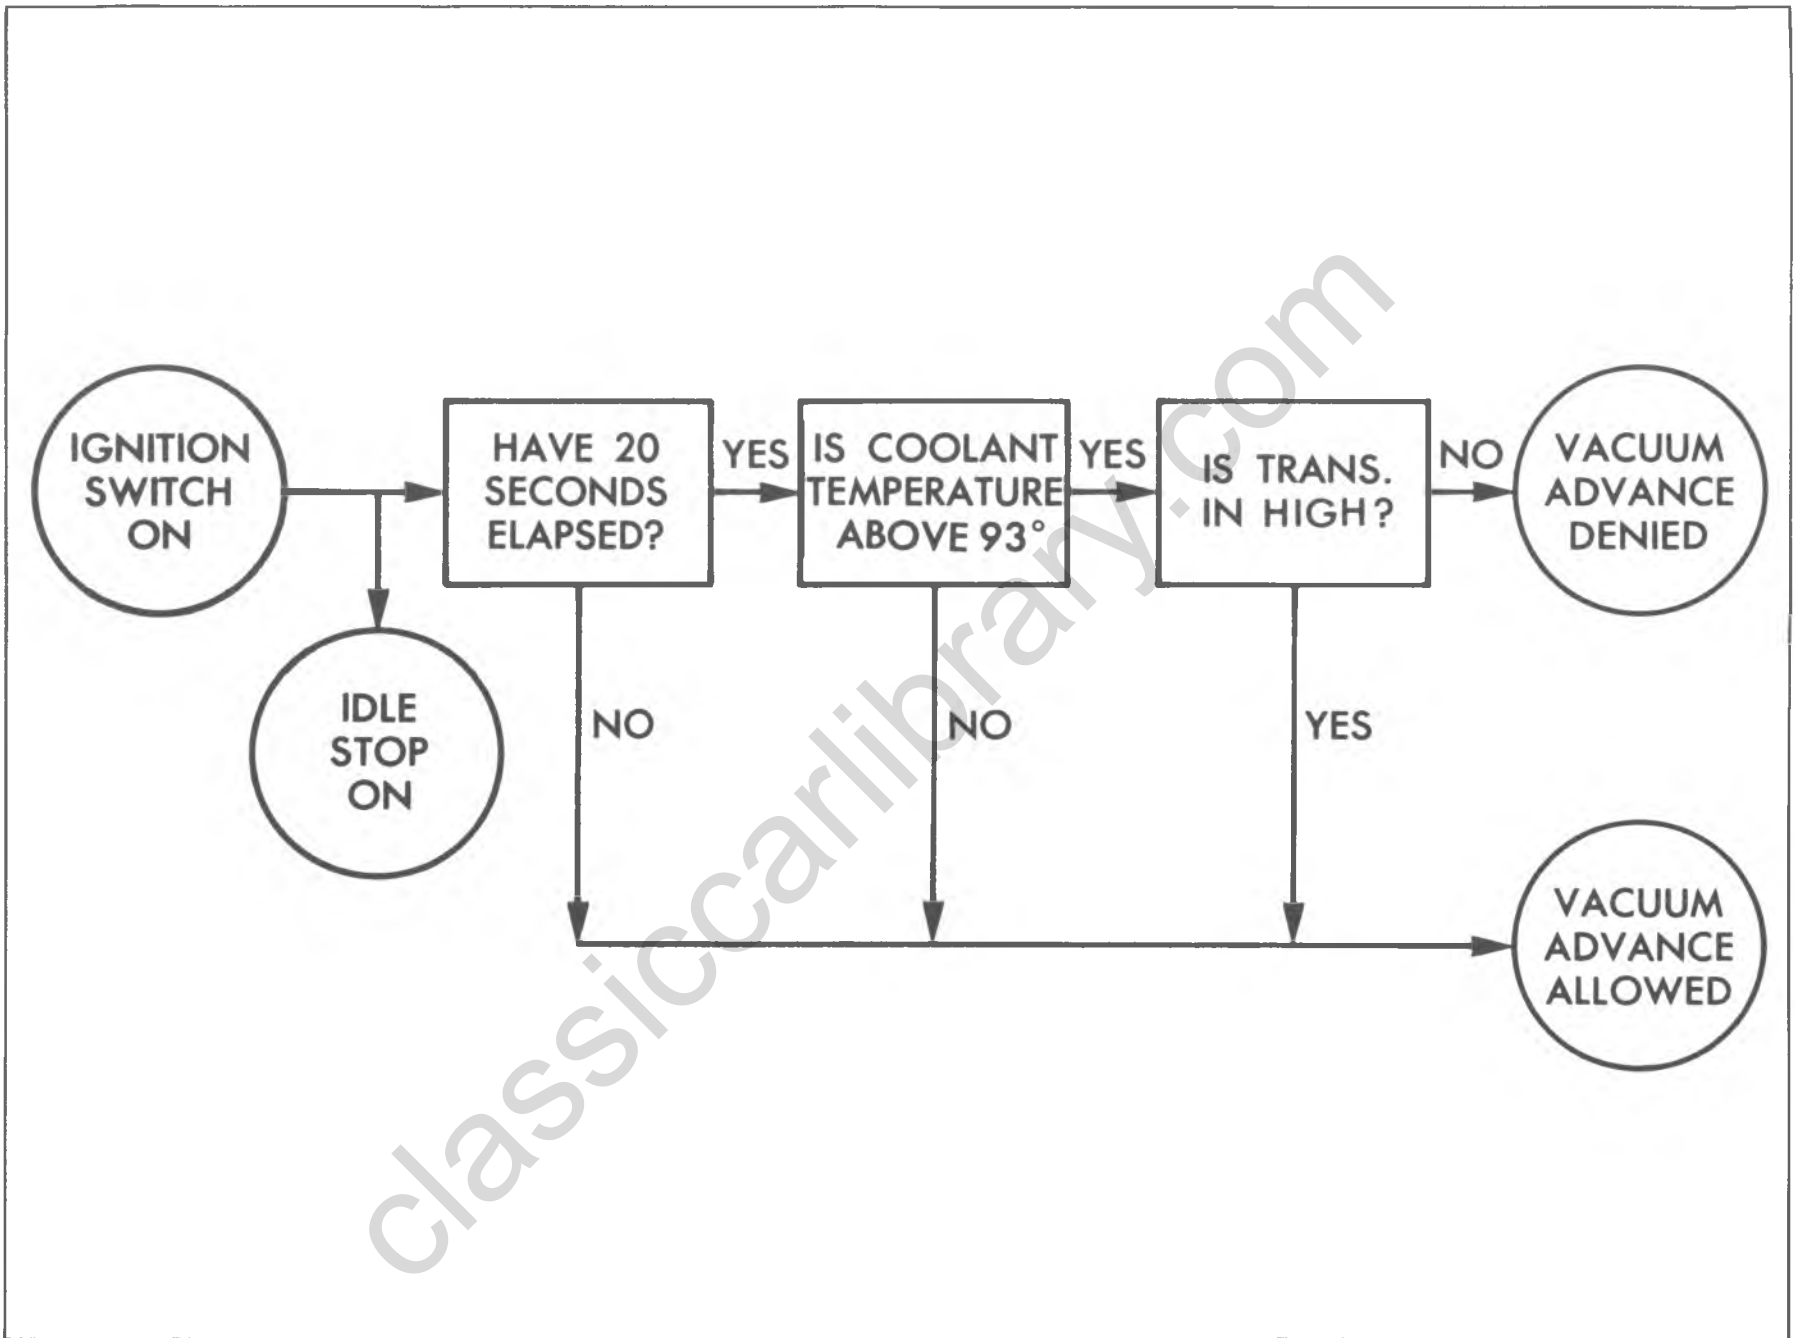 IGNITION
SWITCH
ON
IDLE
STOP
ON
HAVE 20
SECONDS
ELAPSED?
YES
NO
IS COOLANT
TEMPERATURE
ABOVE 93°
YES
NO
IS TRANS.
IN HIGH?
NO
YES
VACUUM
ADVANCE
DENIED
VACUUM
ADVANCE
ALLOWED
classiccarlibrary.com